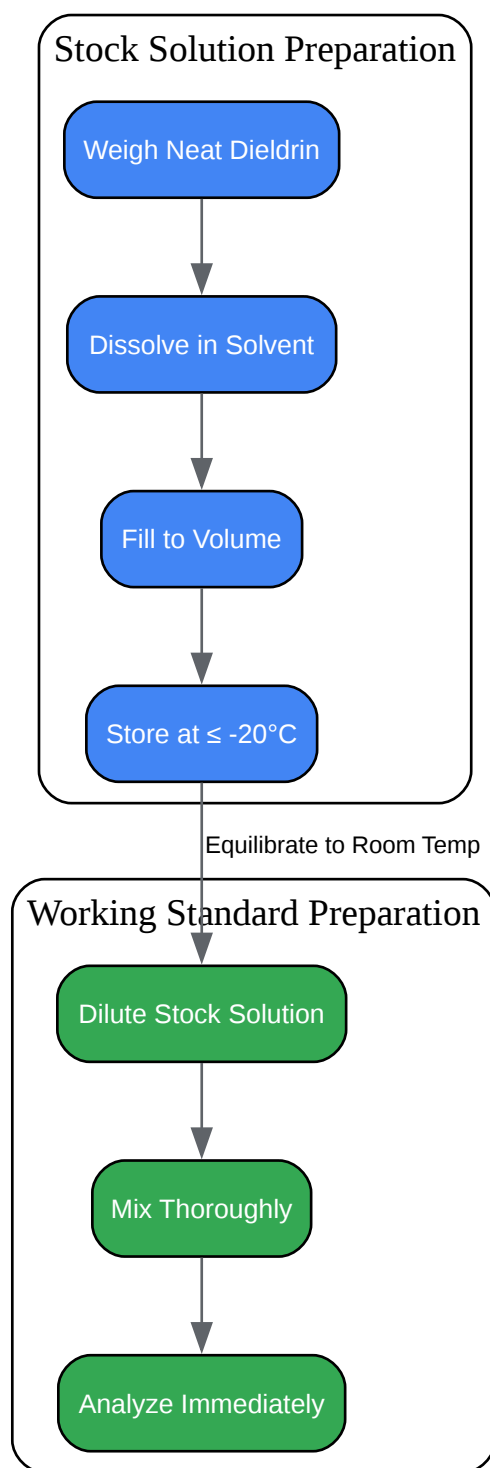 Stock Solution Preparation
Weigh Neat Dieldrin
Dissolve in Solvent
Fill to Volume
Store at ≤ -20°C
Equilibrate to Room Temp
Working Standard Preparation
Dilute Stock Solution
Mix Thoroughly
Analyze Immediately